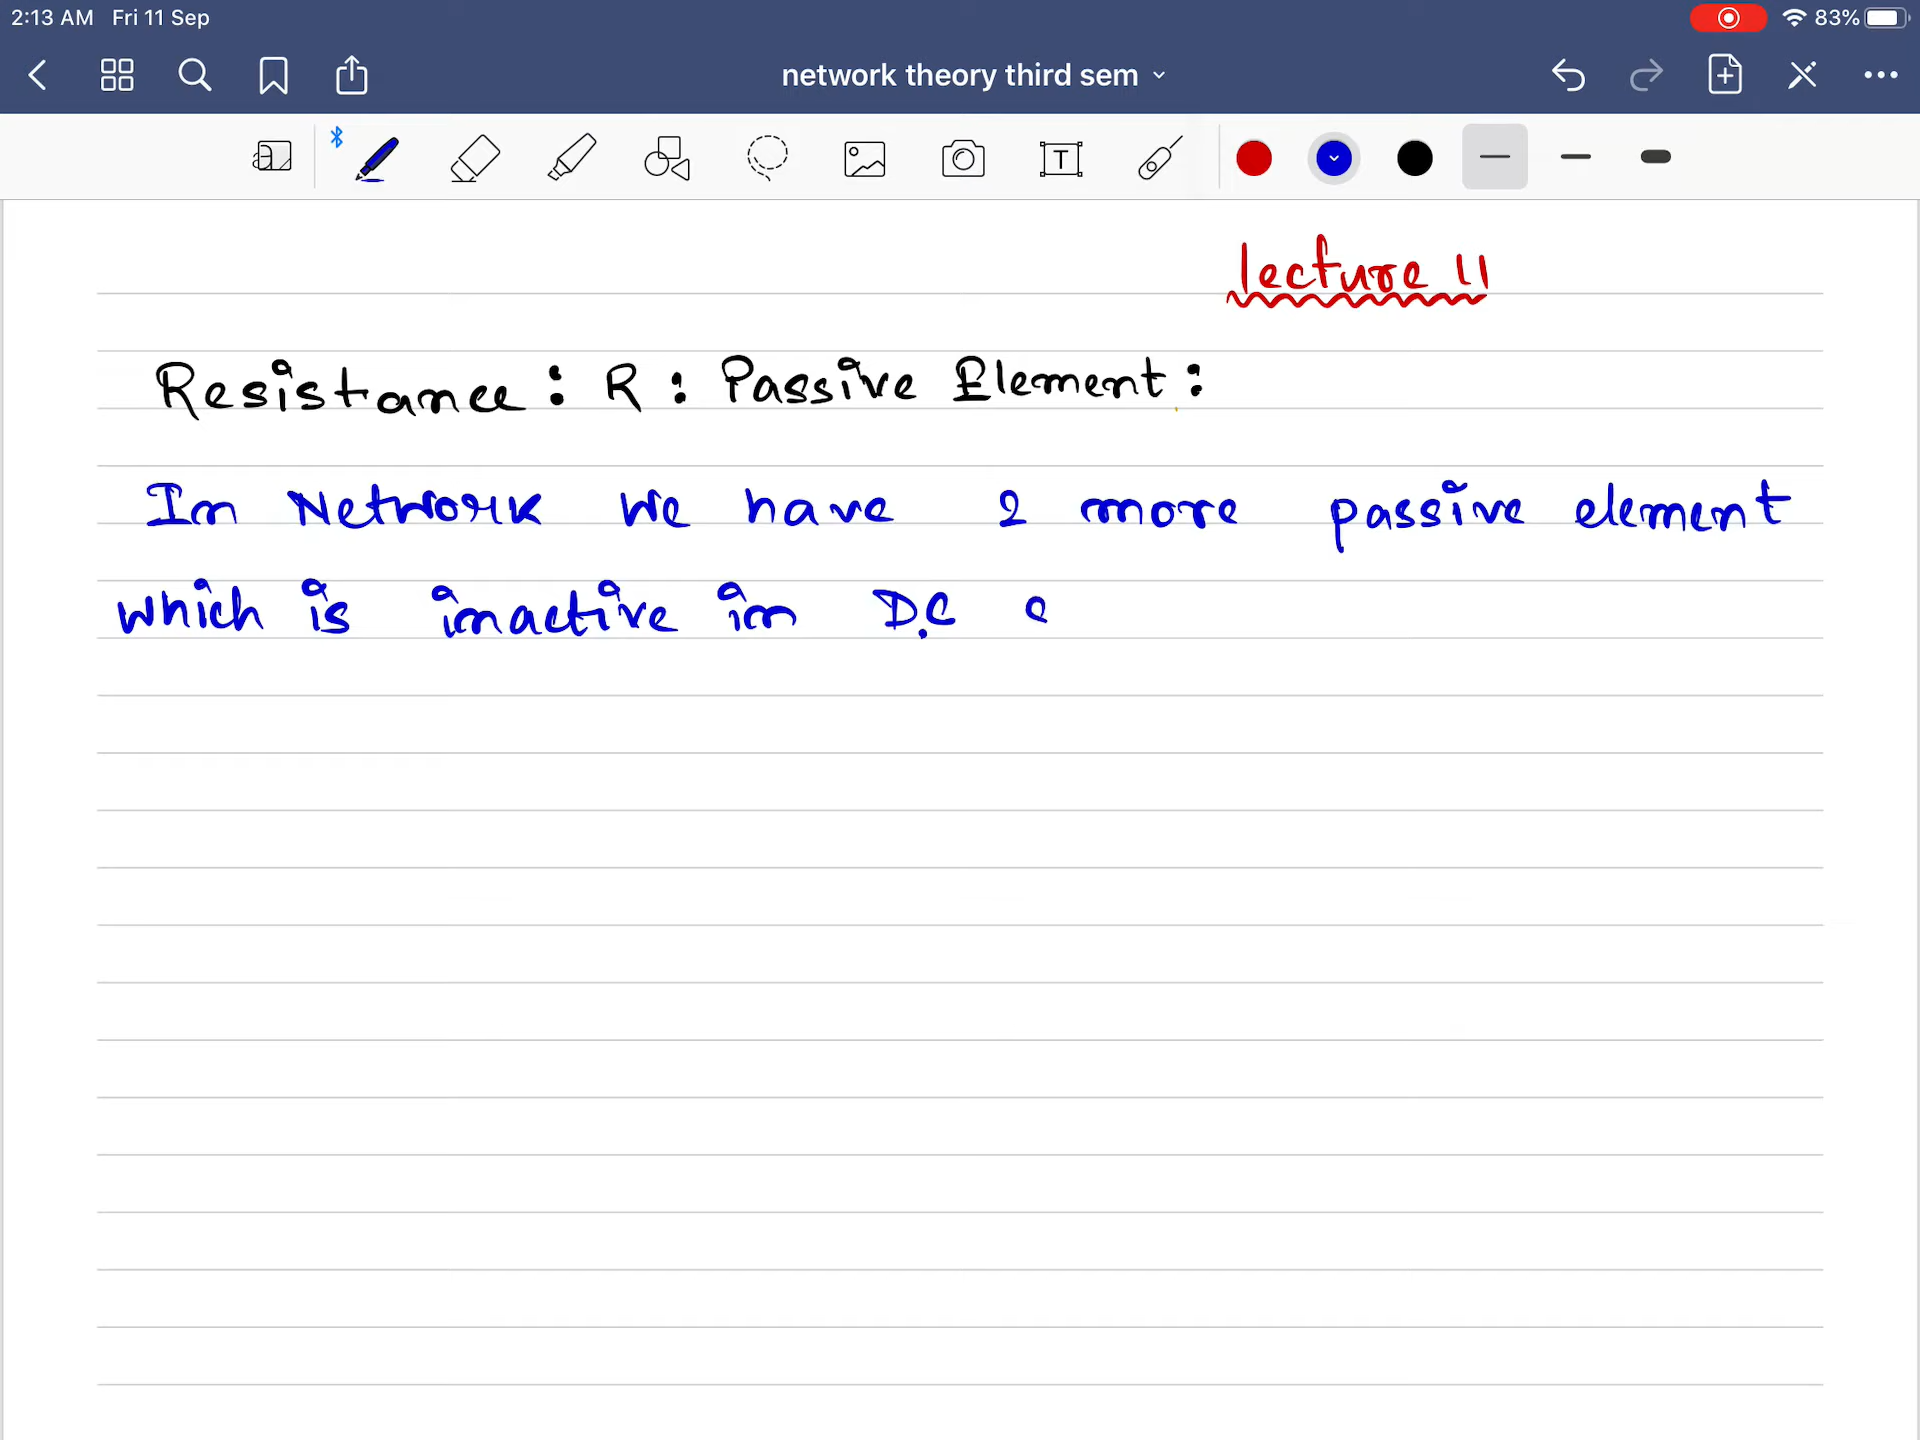 2:13 AM Fri 11 Sep 83%
network theory third sem
T
lecture 11
Resistance : R : Passive Element :
In Network we have 2 more passive element
which is inactive in D.C